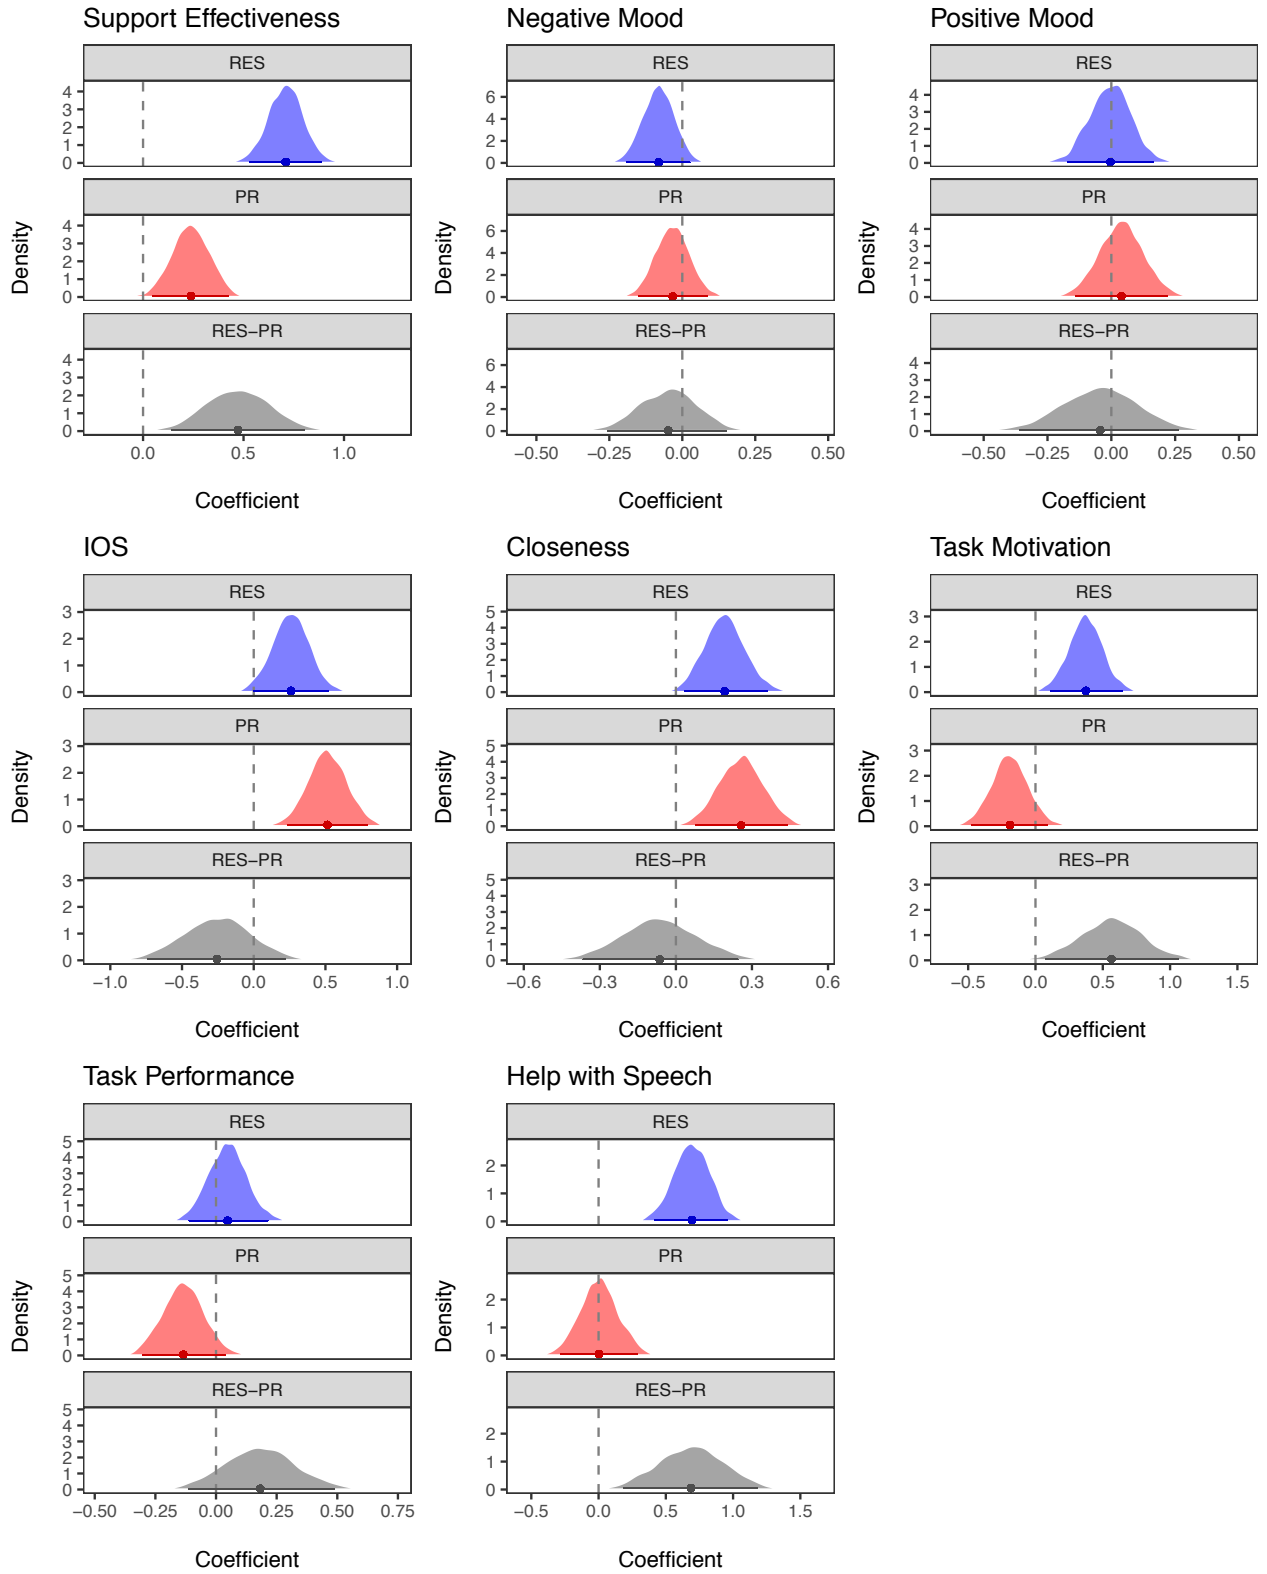 Support Effectiveness
RES
4
3
2
1
0
PR
4
3
2
1
0
RES−PR
4
3
2
1
0
0.0 0.5 1.0
Density
Coefficient
Negative Mood
RES
6
4
2
0
PR
6
4
2
0
RES−PR
6
4
2
0
−0.50 −0.25 0.00 0.25 0.50
Density
Coefficient
Positive Mood
RES
4
3
2
1
0
PR
4
3
2
1
0
RES−PR
4
3
2
1
0
−0.50 −0.25 0.00 0.25 0.50
Density
Coefficient
IOS
RES
3
2
1
0
PR
3
2
1
0
RES−PR
3
2
1
0
−1.0 −0.5 0.0 0.5 1.0
Density
Coefficient
Closeness
RES
5
4
3
2
1
0
PR
5
4
3
2
1
0
RES−PR
5
4
3
2
1
0
−0.6 −0.3 0.0 0.3 0.6
Density
Coefficient
Task Motivation
RES
3
2
1
0
PR
3
2
1
0
RES−PR
3
2
1
0
−0.5 0.0 0.5 1.0 1.5
Density
Coefficient
Task Performance
RES
5
4
3
2
1
0
PR
5
4
3
2
1
0
RES−PR
5
4
3
2
1
0
−0.50 −0.25 0.00 0.25 0.50 0.75
Density
Coefficient
Help with Speech
RES
2
1
0
PR
2
1
0
RES−PR
2
1
0
−0.5 0.0 0.5 1.0 1.5
Density
Coefficient